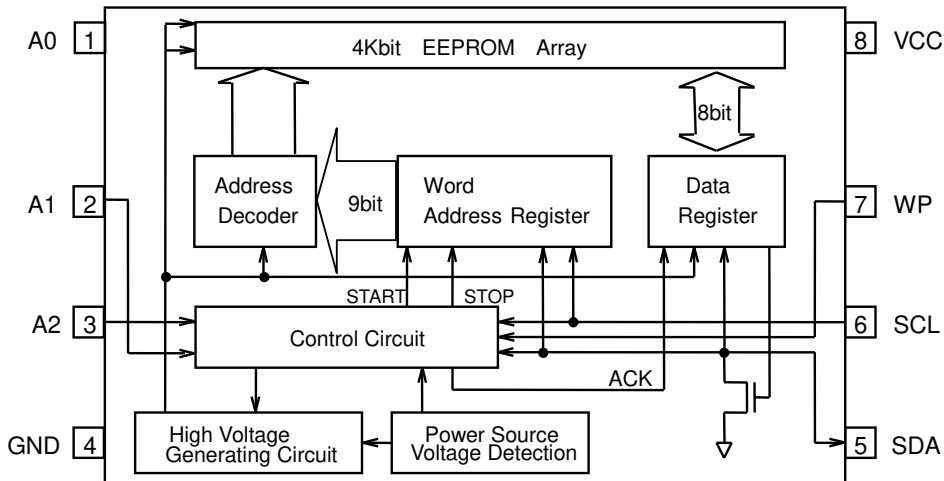 A0 1 4Kbit EEPROM Array 8 VCC
8bit
A1 2 Address Decoder 9bit Word Address Register Data Register 7 WP
START STOP
A2 3 Control Circuit 6 SCL
ACK
GND 4 High Voltage Generating Circuit Power Source Voltage Detection 5 SDA